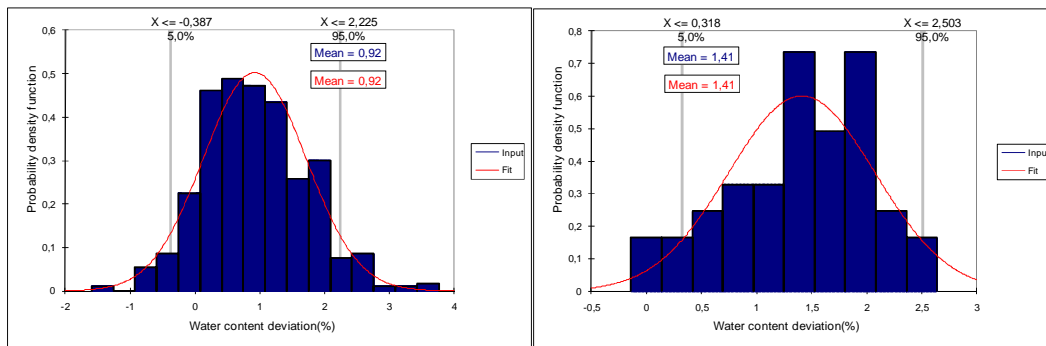 X <= -0,387
5,0%
X <= 2,225
95,0%
Mean = 0,92
Mean = 0,92
Probability density function
0,6
0,5
0,4
0,3
0,2
0,1
0
-2
-1
0
1
2
3
4
Water content deviation(%)
Input
Fit
X <= 0,318
5,0%
X <= 2,503
95,0%
Mean = 1,41
Mean = 1,41
Probability density function
0,8
0,7
0,6
0,5
0,4
0,3
0,2
0,1
0
-0,5
0
0,5
1
1,5
2
2,5
3
Water content deviation(%)
Input
Fit